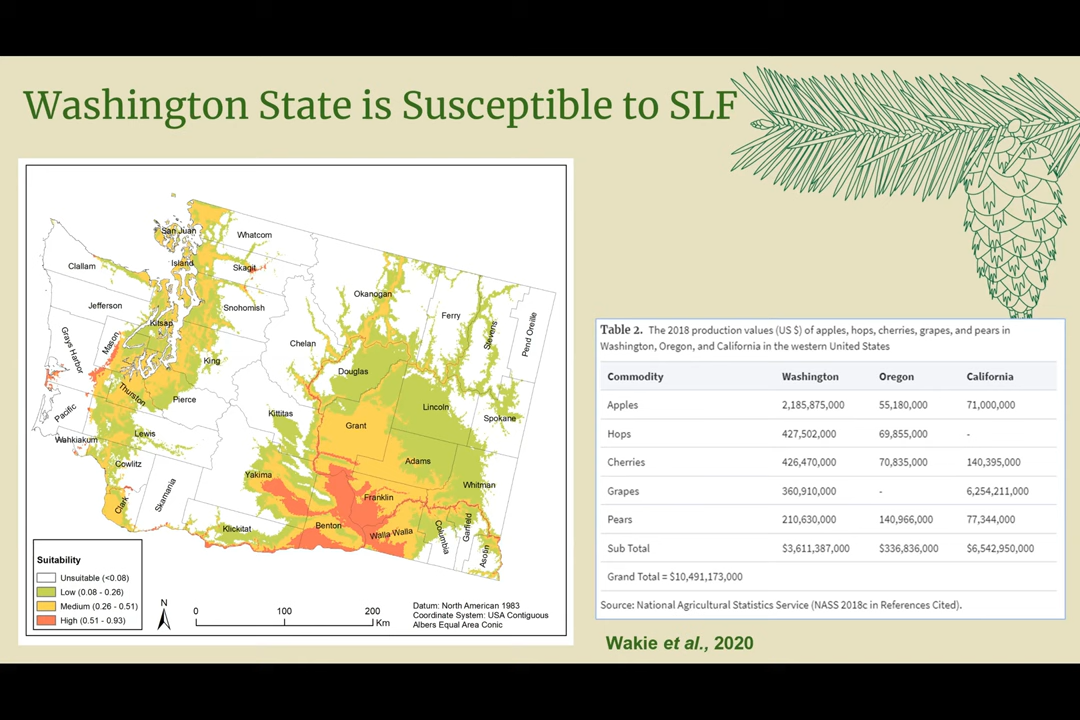 Washington State is Susceptible to SLF
San Juan
Whatcom
Island
Skagit
Clallam
Okanogan
Ferry
Stevens
Pend Oreille
Jefferson
Snohomish
Kitsap
Grays Harbor
Mason
Chelan
King
Douglas
Thurston
Pierce
Lincoln
Spokane
Pacific
Kittitas
Grant
Lewis
Wahkiakum
Adams
Cowlitz
Yakima
Whitman
Clark
Skamania
Franklin
Klickitat
Benton
Walla Walla
Columbia
Garfield
Asotin
Suitability
Unsuitable (<0.08)
Low (0.08 - 0.26)
Medium (0.26 - 0.51)
High (0.51 - 0.93)
N
0 100 200
Km
Datum: North American 1983
Coordinate System: USA Contiguous
Albers Equal Area Conic
Table 2. The 2018 production values (US $) of apples, hops, cherries, grapes, and pears in
Washington, Oregon, and California in the western United States
Commodity Washington Oregon California
Apples 2,185,875,000 55,180,000 71,000,000
Hops 427,502,000 69,855,000 -
Cherries 426,470,000 70,835,000 140,395,000
Grapes 360,910,000 - 6,254,211,000
Pears 210,630,000 140,966,000 77,344,000
Sub Total $3,611,387,000 $336,836,000 $6,542,950,000
Grand Total = $10,491,173,000
Source: National Agricultural Statistics Service (NASS 2018c in References Cited).
Wakie et al., 2020